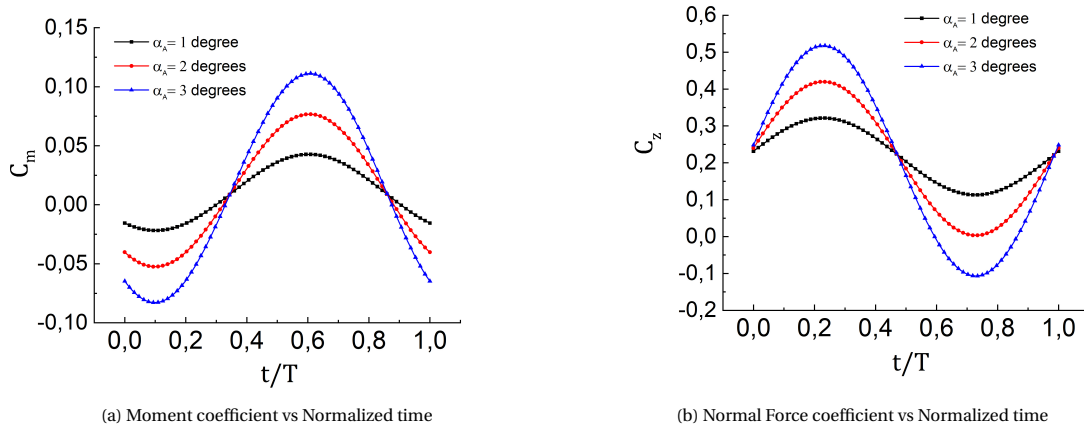 0,15
0,10
0,05
0,00
-0,05
-0,10
C_m
α_A= 1 degree
α_A= 2 degrees
α_A= 3 degrees
0,0 0,2 0,4 0,6 0,8 1,0
t/T
(a) Moment coefficient vs Normalized time
0,6
0,5
0,4
0,3
0,2
0,1
0,0
-0,1
-0,2
C_z
α_A= 1 degree
α_A= 2 degrees
α_A= 3 degrees
0,0 0,2 0,4 0,6 0,8 1,0
t/T
(b) Normal Force coefficient vs Normalized time